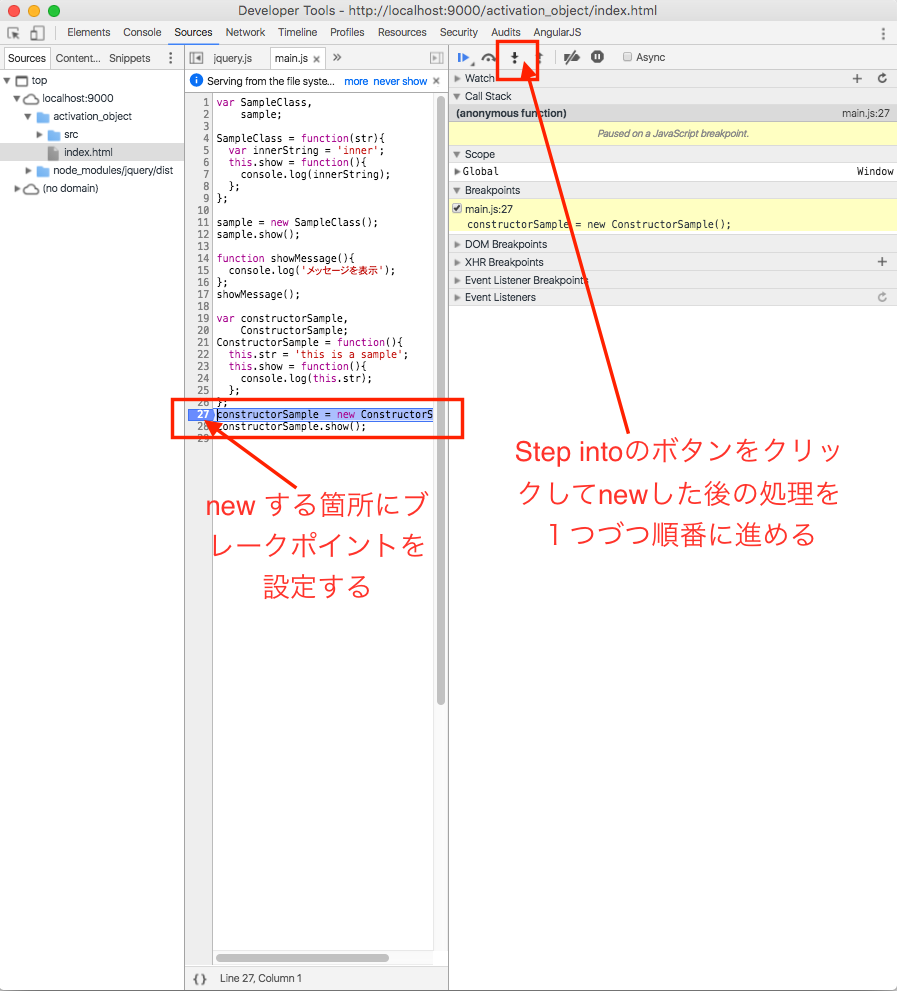 Developer Tools - http://localhost:9000/activation_object/index.html
Elements Console Sources Network Timeline Profiles Resources Security Audits AngularJS
Sources Content... Snippets
top
localhost:9000
activation_object
src
index.html
node_modules/jquery/dist
(no domain)
jquery.js main.js × »
Serving from the file syste... more never show ×
1 var SampleClass,
2 sample;
3
4 SampleClass = function(str){
5 var innerString = 'inner';
6 this.show = function(){
7 console.log(innerString);
8 };
9 };
10
11 sample = new SampleClass();
12 sample.show();
13
14 function showMessage(){
15 console.log('メッセージを表示');
16 };
17 showMessage();
18
19 var constructorSample,
20 ConstructorSample;
21 ConstructorSample = function(){
22 this.str = 'this is a sample';
23 this.show = function(){
24 console.log(this.str);
25 };
26 };
27 constructorSample = new ConstructorS
28 constructorSample.show();
29
new する箇所にブ
レークポイントを
設定する
{} Line 27, Column 1
Async
Watch
Call Stack
(anonymous function) main.js:27
Paused on a JavaScript breakpoint.
Scope
Global Window
Breakpoints
main.js:27
constructorSample = new ConstructorSample();
DOM Breakpoints
XHR Breakpoints
Event Listener Breakpoints
Event Listeners
Step intoのボタンをクリッ
クしてnewした後の処理を
１つづつ順番に進める